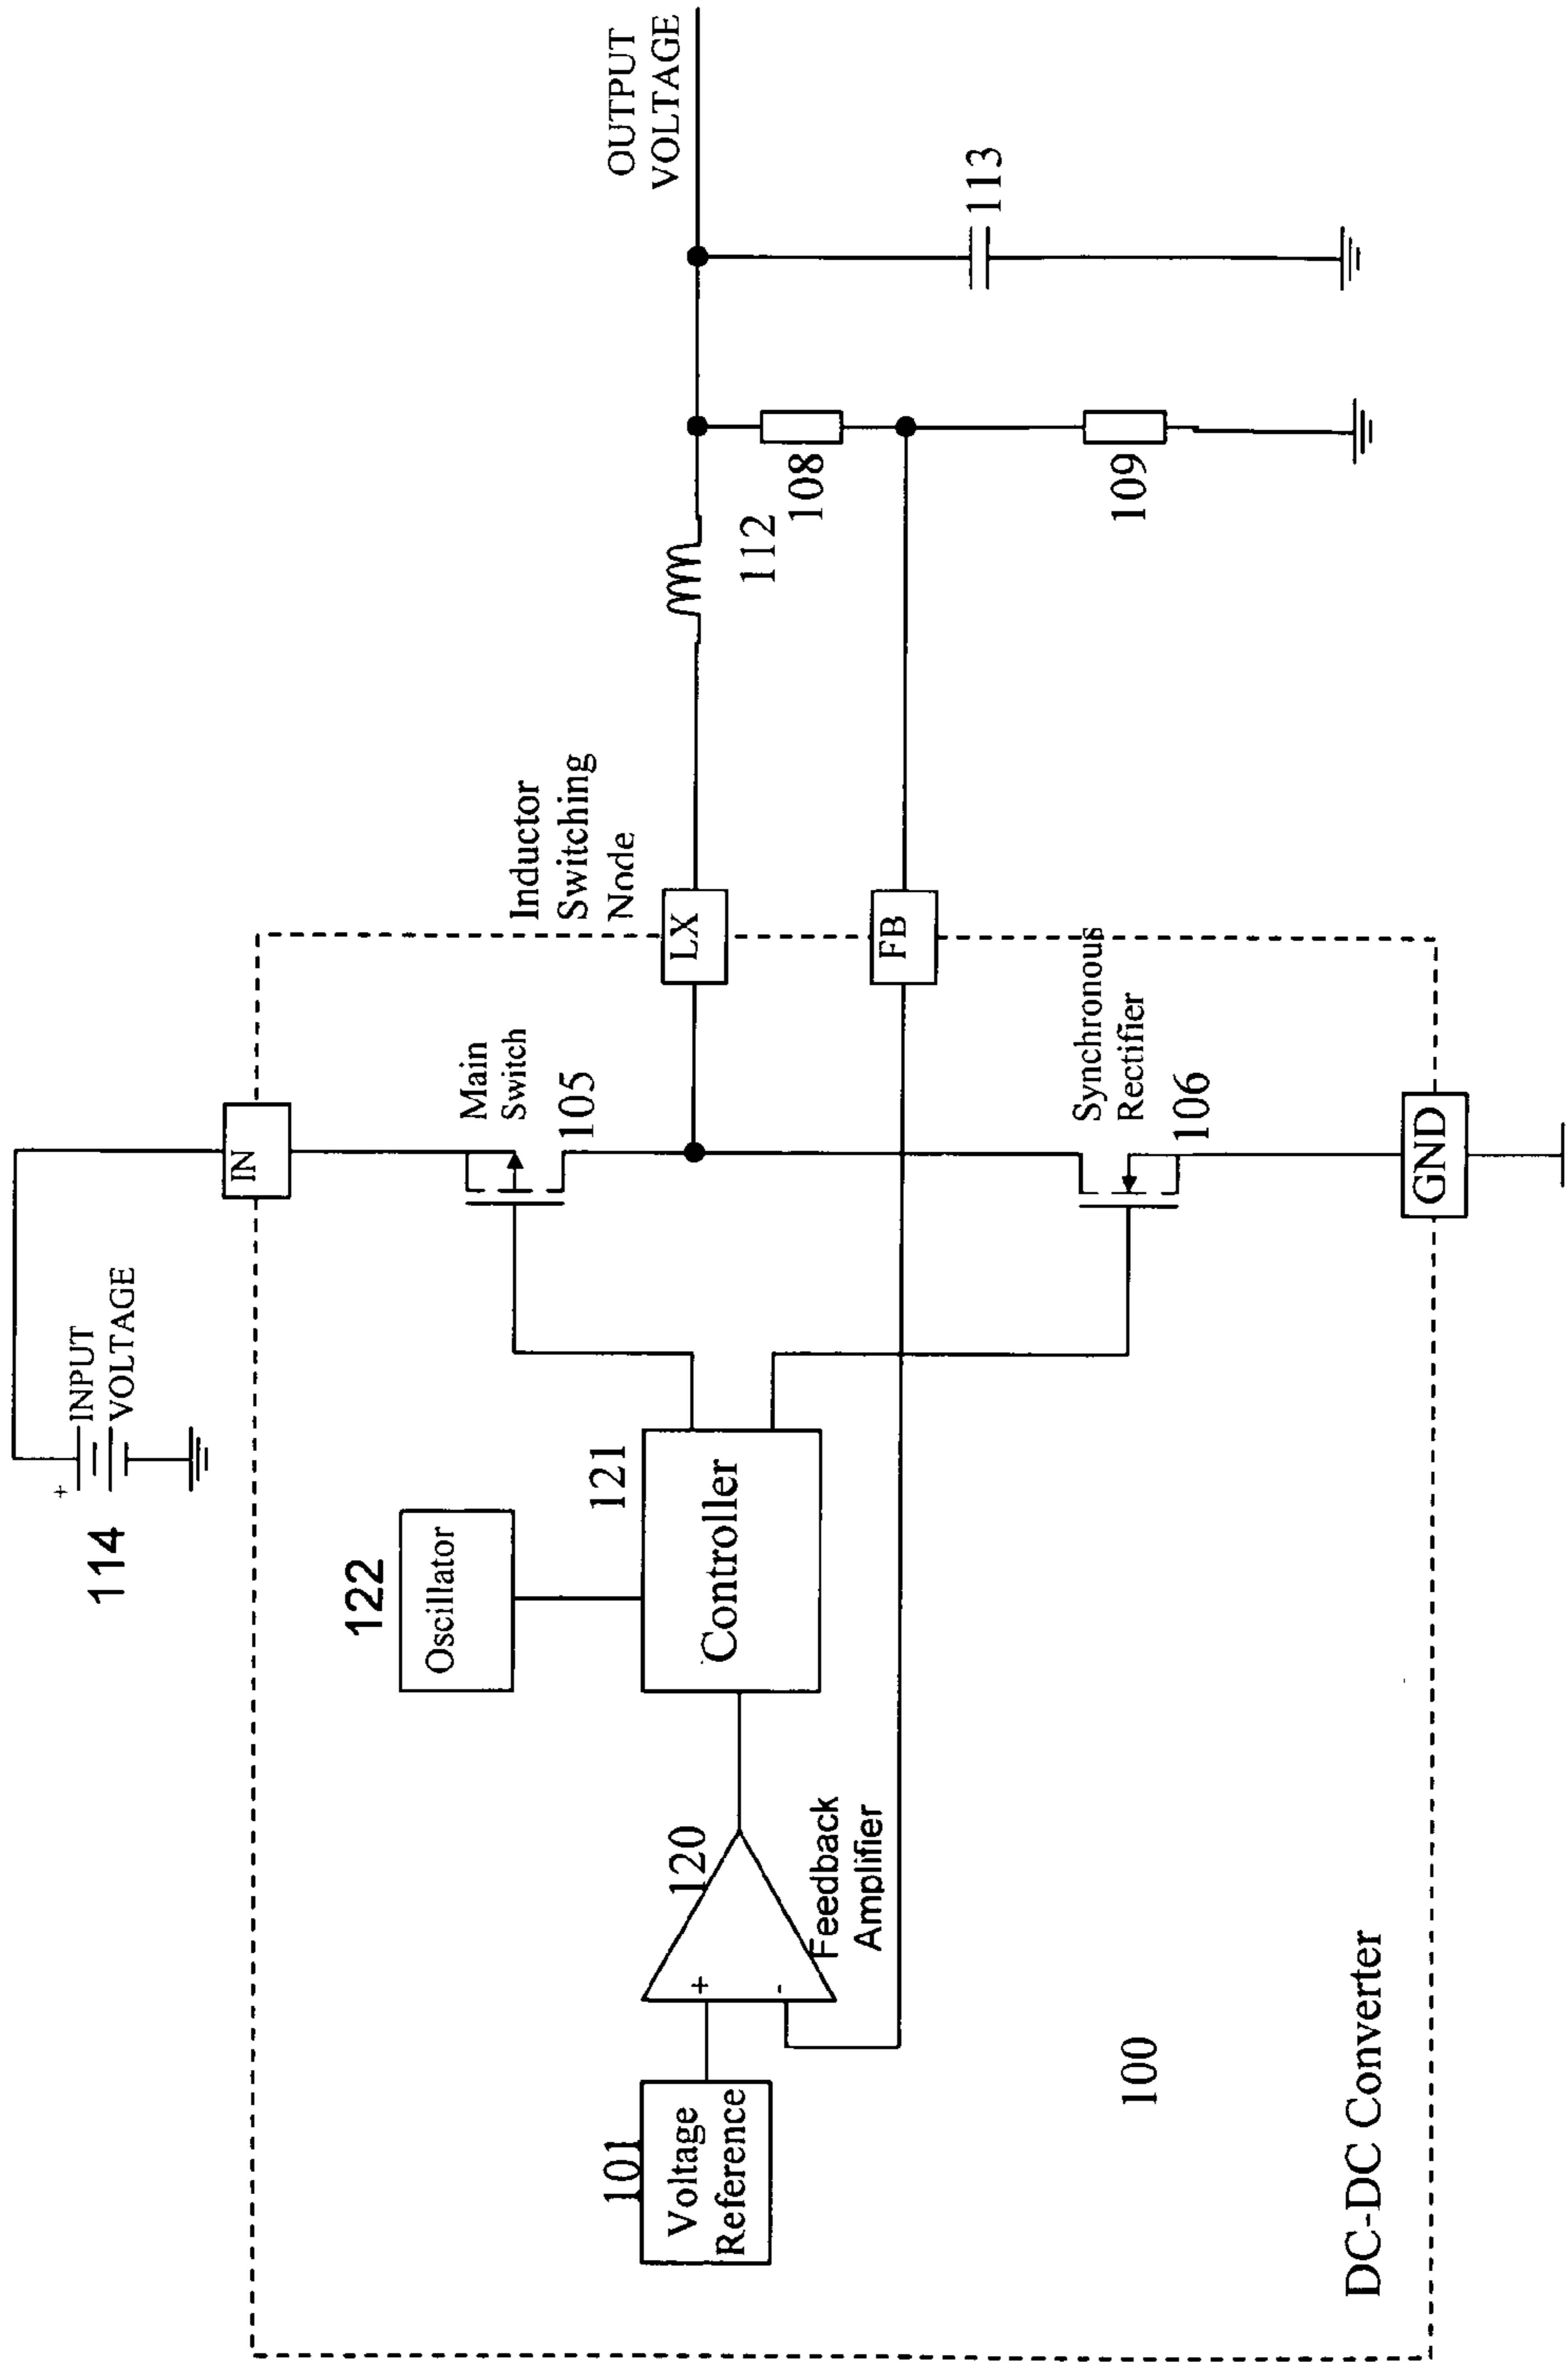 +
114
INPUT
VOLTAGE
IN
122
Oscillator
Main
Switch
105
Inductor
Switching
Node
OUTPUT
VOLTAGE
101
Voltage
Reference
+
-
120
Feedback
Amplifier
121
Controller
LX
112
FB
108
113
Synchronous
Rectifier
106
109
100
DC-DC Converter
GND